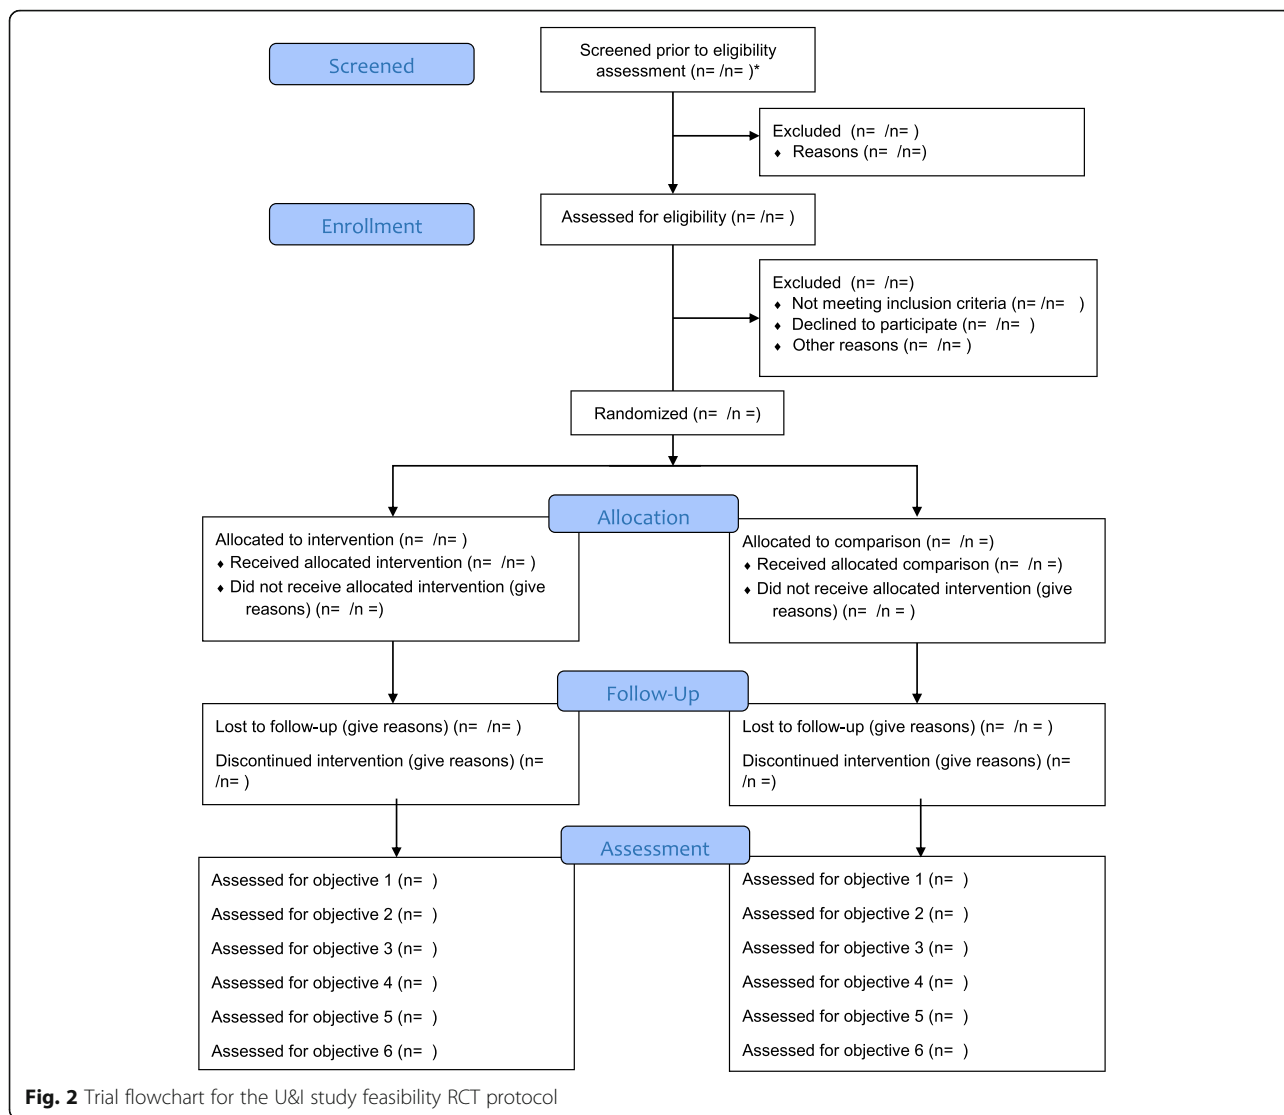 Screened
Screened prior to eligibility
assessment (n= /n= )*
Excluded (n= /n= )
♦ Reasons (n= /n=)
Enrollment
Assessed for eligibility (n= /n= )
Excluded (n= /n=)
♦ Not meeting inclusion criteria (n= /n= )
♦ Declined to participate (n= /n= )
♦ Other reasons (n= /n= )
Randomized (n= /n =)
Allocation
Allocated to intervention (n= /n= )
♦ Received allocated intervention (n= /n= )
♦ Did not receive allocated intervention (give
reasons) (n= /n =)
Allocated to comparison (n= /n =)
♦ Received allocated comparison (n= /n =)
♦ Did not receive allocated intervention (give
reasons) (n= /n = )
Follow-Up
Lost to follow-up (give reasons) (n= /n= )
Discontinued intervention (give reasons) (n=
/n= )
Lost to follow-up (give reasons) (n= /n = )
Discontinued intervention (give reasons) (n=
/n =)
Assessment
Assessed for objective 1 (n= )
Assessed for objective 2 (n= )
Assessed for objective 3 (n= )
Assessed for objective 4 (n= )
Assessed for objective 5 (n= )
Assessed for objective 6 (n= )
Assessed for objective 1 (n= )
Assessed for objective 2 (n= )
Assessed for objective 3 (n= )
Assessed for objective 4 (n= )
Assessed for objective 5 (n= )
Assessed for objective 6 (n= )
Fig. 2 Trial flowchart for the U&I study feasibility RCT protocol